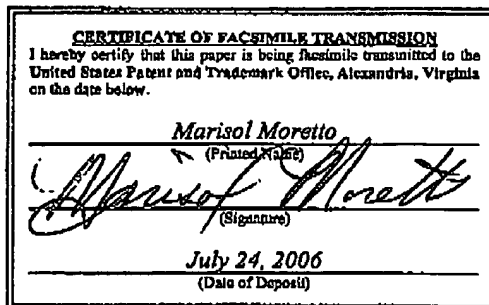 CERTIFICATE OF FACSIMILE TRANSMISSION
I hereby certify that this paper is being facsimile transmitted to the
United States Patent and Trademark Office, Alexandria, Virginia
on the date below.
Marisol Moretto
(Printed Name)
Marisol Moretto
(Signature)
July 24, 2006
(Date of Deposit)